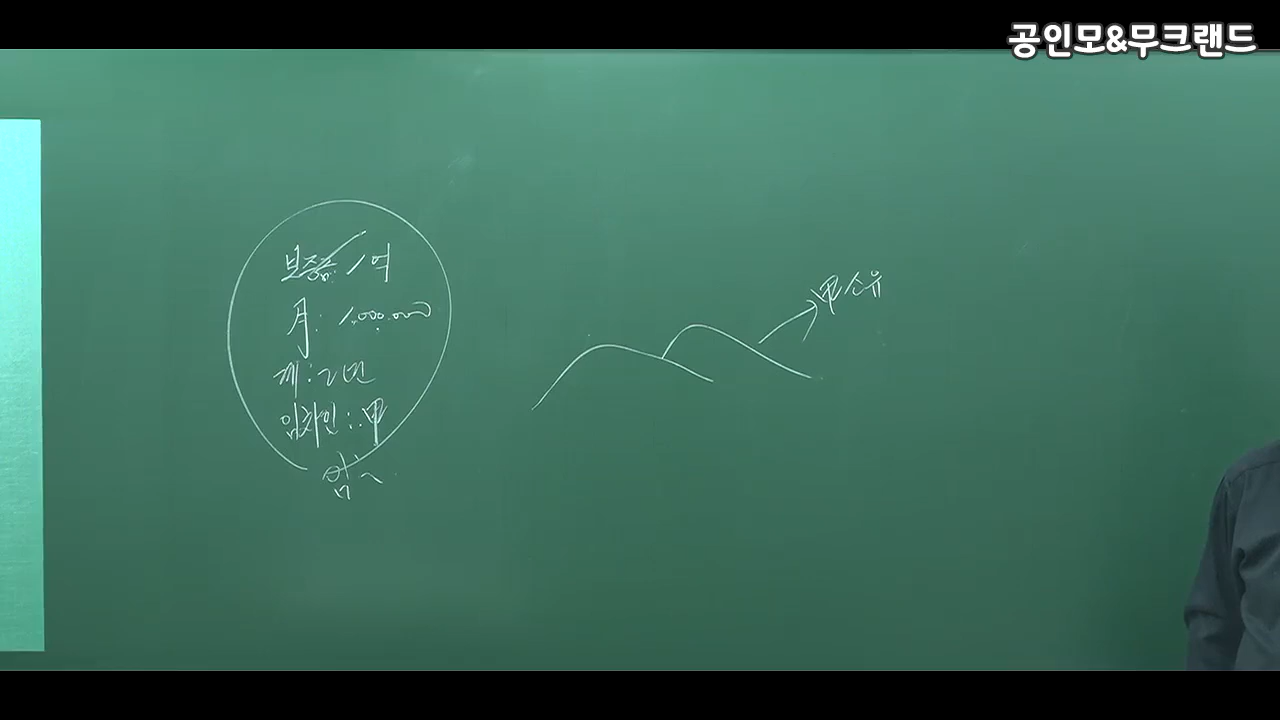 공인모&무크랜드
보증금 1억
月: 1,000,000
계: 2년
임차인: 甲
甲소유